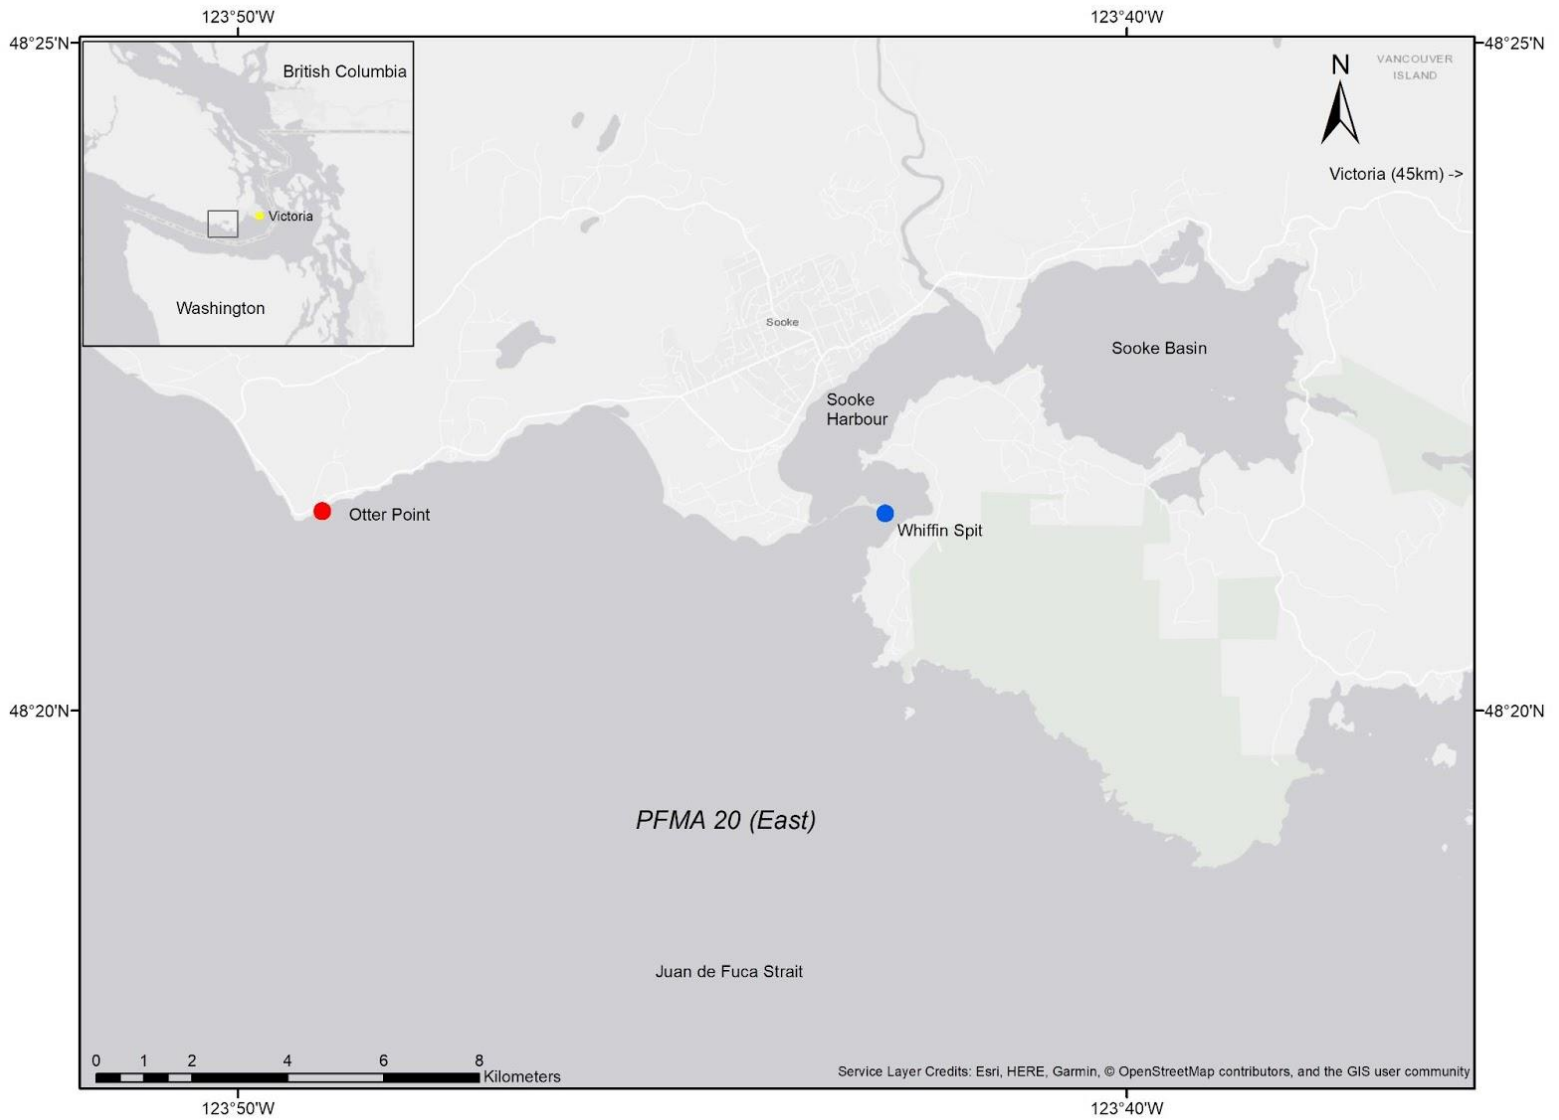 123°50'W
123°40'W
48°25'N
48°25'N
British Columbia
Victoria
Washington
N
VANCOUVER
ISLAND
Victoria (45km) ->
Sooke
Sooke Basin
Sooke
Harbour
Otter Point
Whiffin Spit
48°20'N
48°20'N
PFMA 20 (East)
Juan de Fuca Strait
0 1 2 4 6 8
Kilometers
Service Layer Credits: Esri, HERE, Garmin, © OpenStreetMap contributors, and the GIS user community
123°50'W
123°40'W